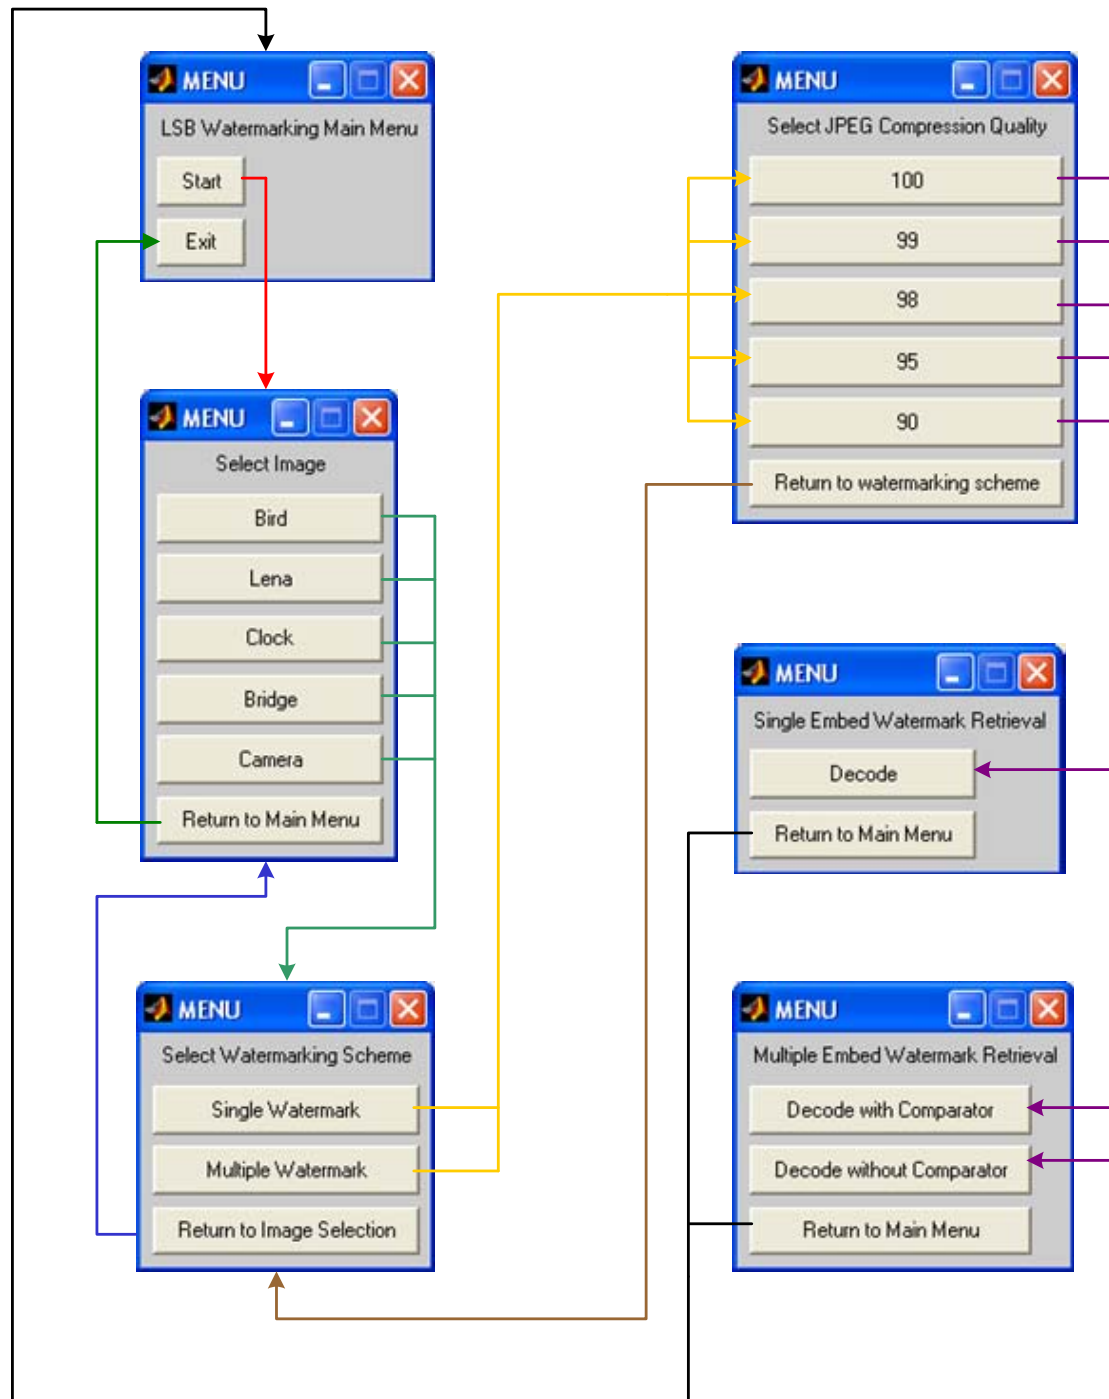 MENU
LSB Watermarking Main Menu
Start
Exit
MENU
Select Image
Bird
Lena
Clock
Bridge
Camera
Return to Main Menu
MENU
Select Watermarking Scheme
Single Watermark
Multiple Watermark
Return to Image Selection
MENU
Select JPEG Compression Quality
100
99
98
95
90
Return to watermarking scheme
MENU
Single Embed Watermark Retrieval
Decode
Return to Main Menu
MENU
Multiple Embed Watermark Retrieval
Decode with Comparator
Decode without Comparator
Return to Main Menu